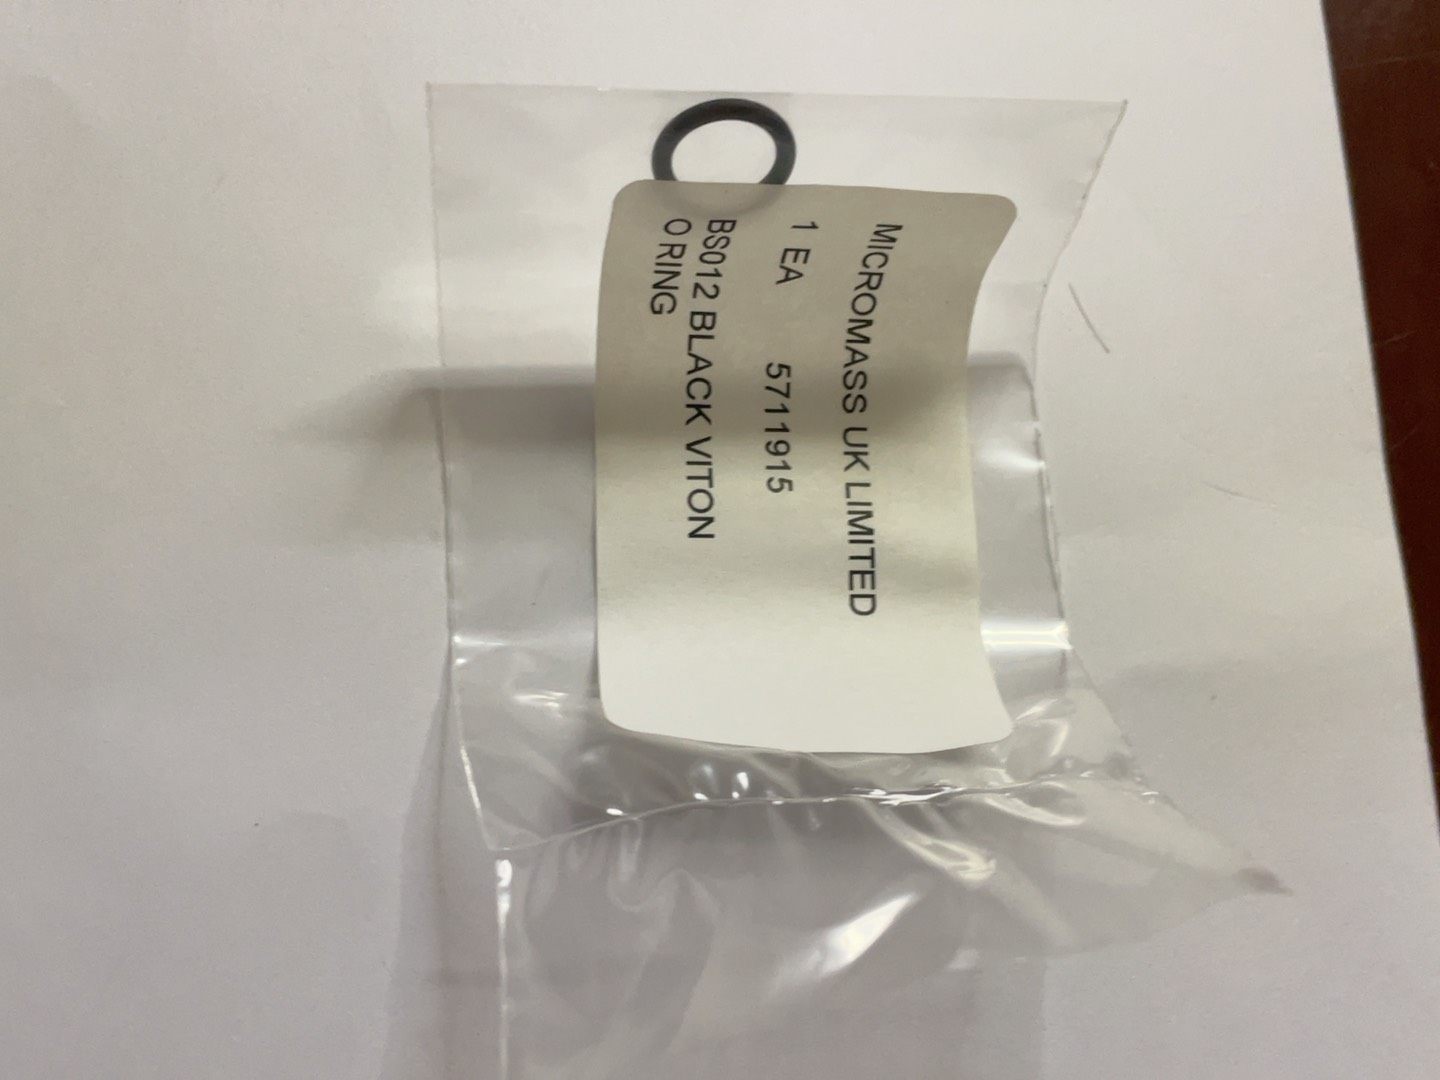 MICROMASS UK LIMITED
1 EA 5711915
BS012 BLACK VITON
O RING